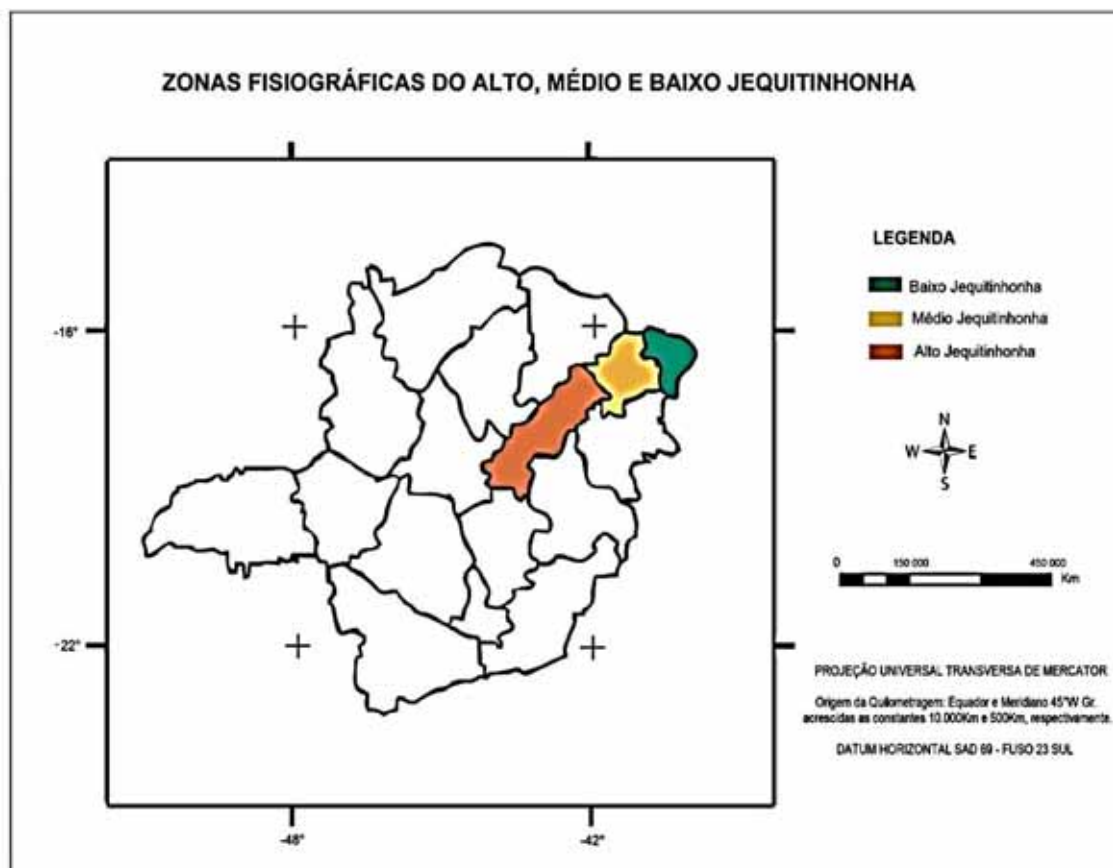 ZONAS FISIOGRÁFICAS DO ALTO, MÉDIO E BAIXO JEQUITINHONHA
LEGENDA
Baixo Jequitinhonha
Médio Jequitinhonha
Alto Jequitinhonha
-16°
-22°
-48°
-42°
N
W E
S
0 150 000 450 000
Km
PROJEÇÃO UNIVERSAL TRANSVERSA DE MERCATOR
Origem da Quilometragem: Equador e Meridiano 45°W Gr.
acrescidas as constantes 10.000Km e 500Km, respectivamente.
DATUM HORIZONTAL SAD 69 - FUSO 23 SUL